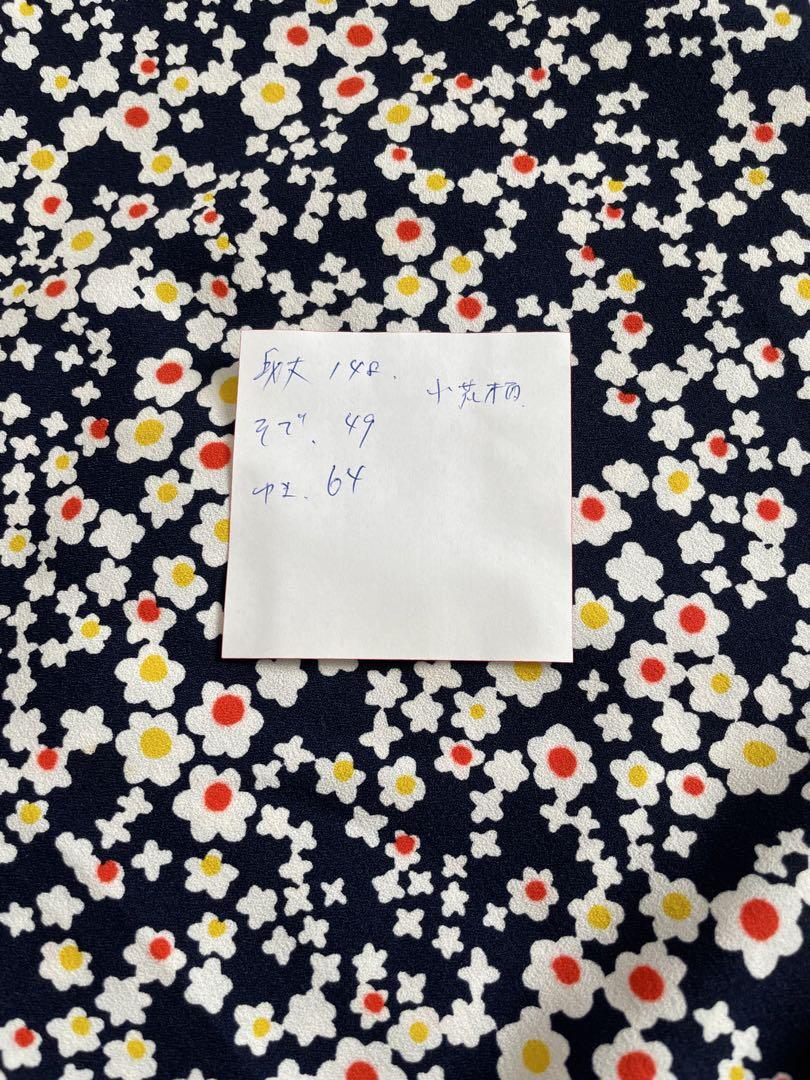 身丈 148.
小花柄.
そで. 49
ゆき. 64